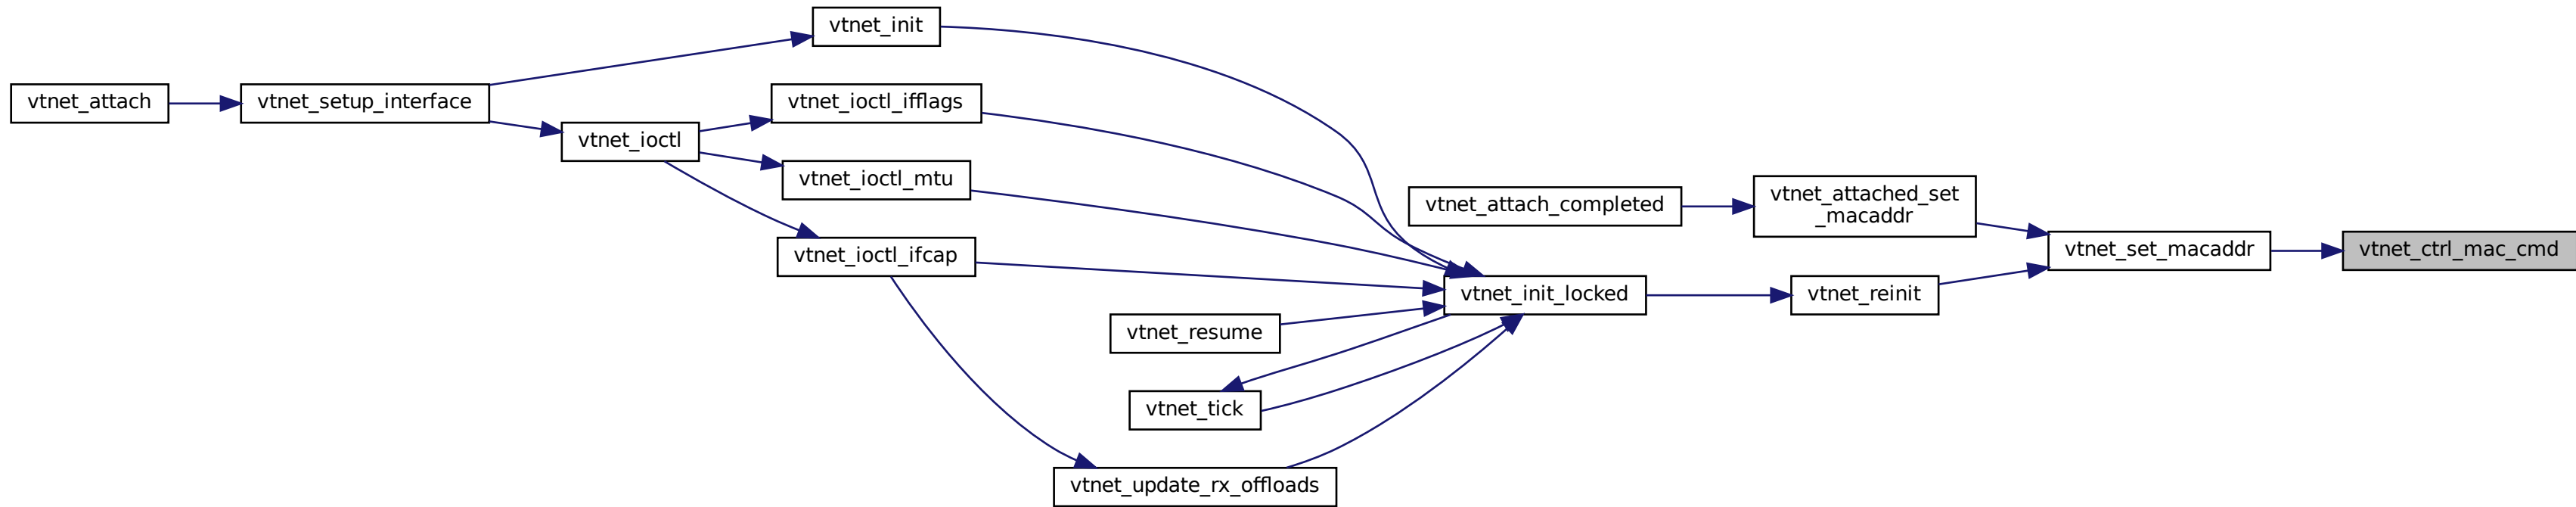 vtnet_init
vtnet_attach
vtnet_setup_interface
vtnet_ioctl_ifflags
vtnet_ioctl
vtnet_ioctl_mtu
vtnet_ioctl_ifcap
vtnet_attach_completed
vtnet_attached_set
_macaddr
vtnet_set_macaddr
vtnet_ctrl_mac_cmd
vtnet_init_locked
vtnet_reinit
vtnet_resume
vtnet_tick
vtnet_update_rx_offloads